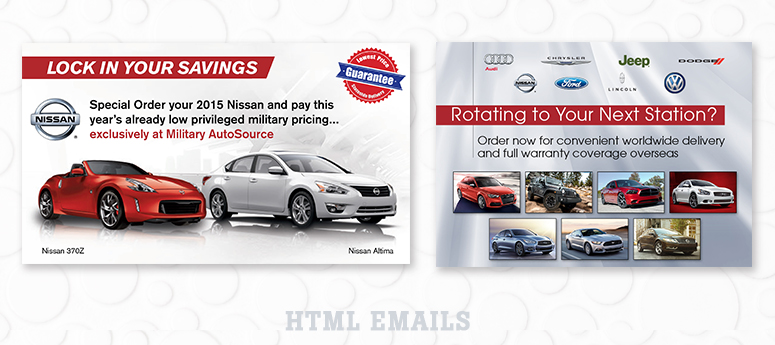 LOCK IN YOUR SAVINGS
Lowest Price
Guarantee
NISSAN
Special Order your 2015 Nissan and pay this
year's already low privileged military pricing...
exclusively at Military AutoSource
Nissan 370Z
Nissan Altima
Audi
CHRYSLER
Jeep
DODGE
NISSAN
Ford
LINCOLN
Rotating to Your Next Station?
Order now for convenient worldwide delivery
and full warranty coverage overseas
HTML EMAILS